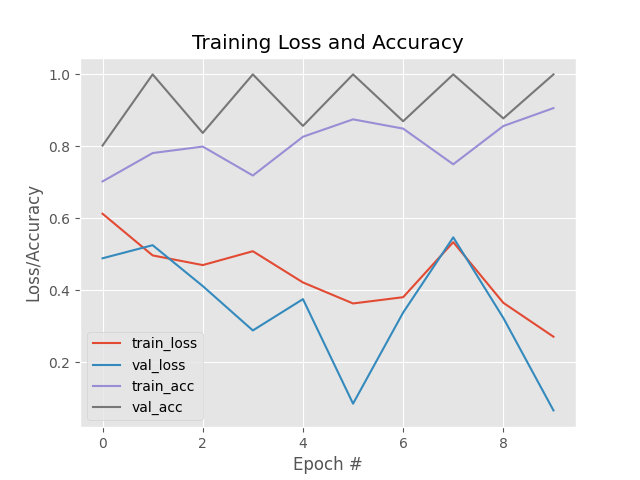 Training Loss and Accuracy
Loss/Accuracy
1.0
0.8
0.6
0.4
0.2
train_loss
val_loss
train_acc
val_acc
0 2 4 6 8
Epoch #